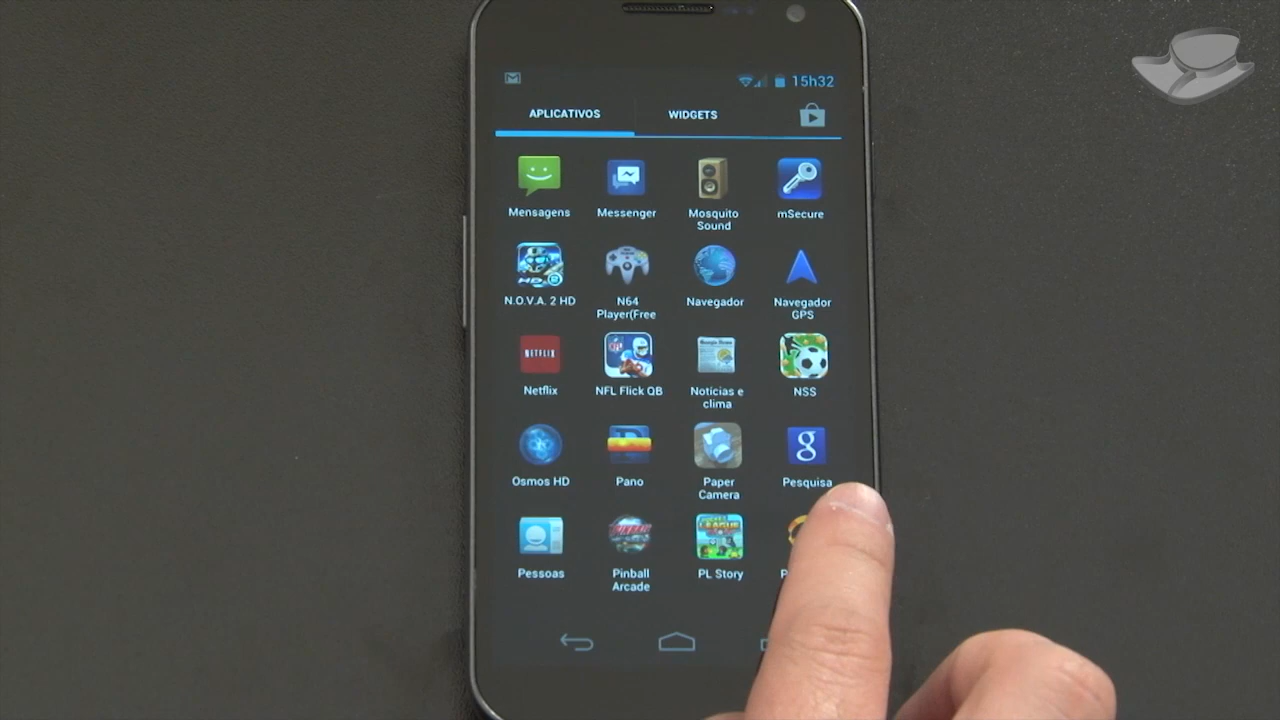 15h32
APLICATIVOS WIDGETS
Mensagens Messenger Mosquito Sound mSecure
N.O.V.A. 2 HD N64 Player(Free Navegador Navegador GPS
NETFLIX
Netflix NFL Flick QB Notícias e clima NSS
Osmos HD Pano Paper Camera Pesquisa
Pessoas Pinball Arcade PL Story